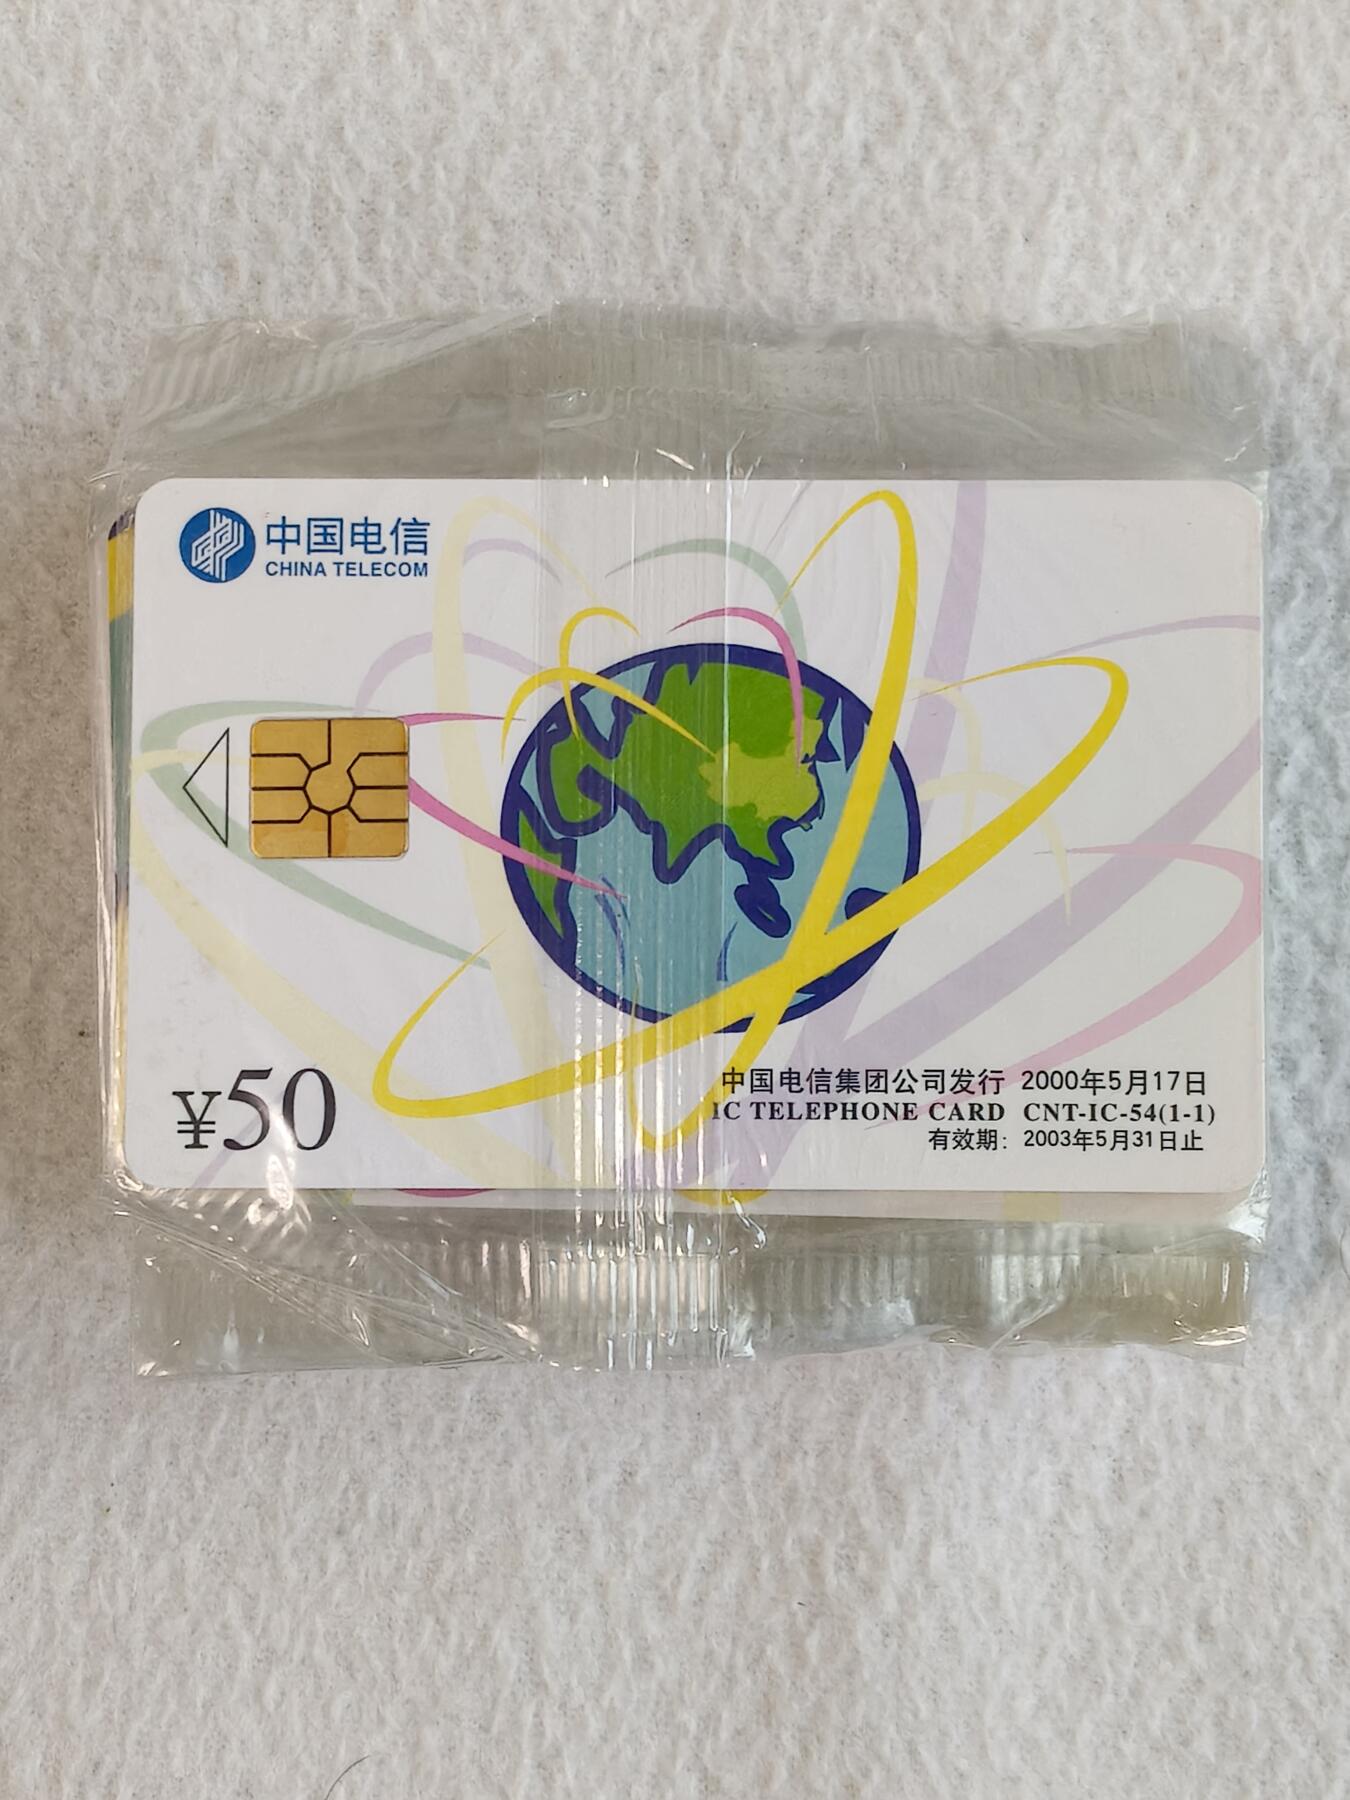 中国电信
CHINA TELECOM
¥50
中国电信集团公司发行 2000年5月17日
IC TELEPHONE CARD CNT-IC-54(1-1)
有效期：2003年5月31日止